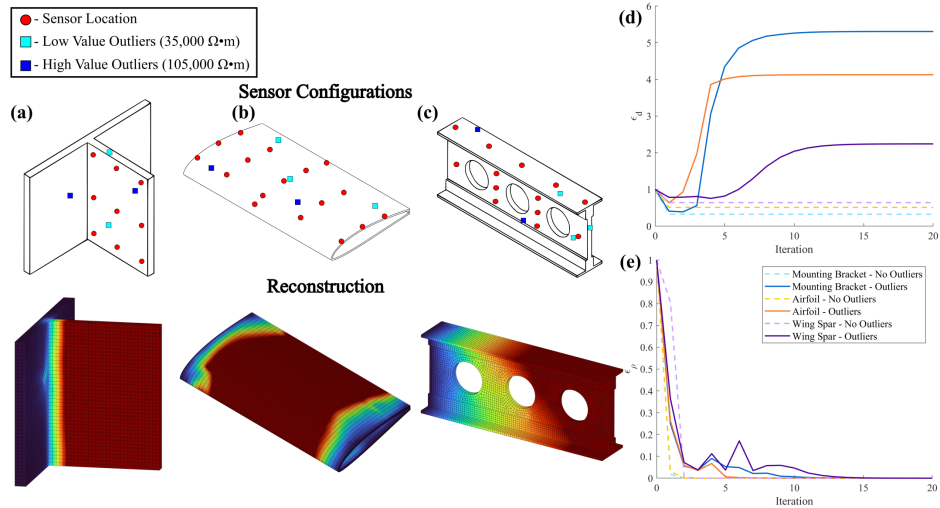 - Sensor Location
- Low Value Outliers (35,000 Ω•m)
- High Value Outliers (105,000 Ω•m)
Sensor Configurations
(a)
(b)
(c)
Reconstruction
(d)
6
5
4
3
2
1
0
ϵd
0
5
10
15
20
Iteration
(e)
1
0.9
0.8
0.7
0.6
0.5
0.4
0.3
0.2
0.1
0
ϵρ
Mounting Bracket - No Outliers
Mounting Bracket - Outliers
Airfoil - No Outliers
Airfoil - Outliers
Wing Spar - No Outliers
Wing Spar - Outliers
0
5
10
15
20
Iteration